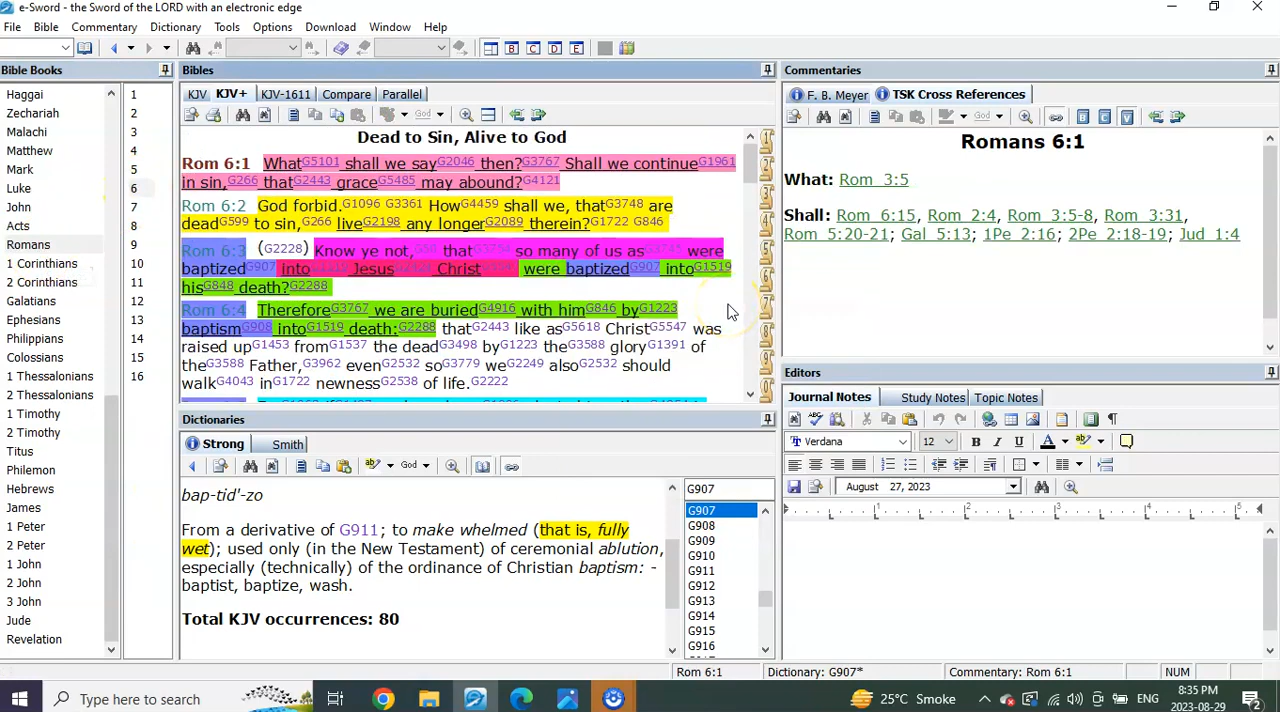 e-Sword - the Sword of the LORD with an electronic edge
File Bible Commentary Dictionary Tools Options Download Window Help
B C D E
Bible Books
Haggai
Zechariah
Malachi
Matthew
Mark
Luke
John
Acts
Romans
1 Corinthians
2 Corinthians
Galatians
Ephesians
Philippians
Colossians
1 Thessalonians
2 Thessalonians
1 Timothy
2 Timothy
Titus
Philemon
Hebrews
James
1 Peter
2 Peter
1 John
2 John
3 John
Jude
Revelation
1
2
3
4
5
6
7
8
9
10
11
12
13
14
15
16
Bibles
KJV KJV+ KJV-1611 Compare Parallel
God
Dead to Sin, Alive to God
Rom 6:1 WhatG5101 shall we sayG2046 then?G3767 Shall we continueG1961
in sin,G266 thatG2443 graceG5485 may abound?G4121
Rom 6:2 God forbid.G1096 G3361 HowG4459 shall we, thatG3748 are
deadG599 to sin,G266 liveG2198 any longerG2089 therein?G1722 G846
Rom 6:3 (G2228) Know ye not,G50 that so many of us asG3745 were
baptizedG907 into Jesus Christ were baptizedG907 intoG1519
hisG848 death?G2288
Rom 6:4 ThereforeG3767 we are buriedG4916 with himG846 byG1223
baptismG908 intoG1519 death:G2288 thatG2443 like asG5618 ChristG5547 was
raised upG1453 fromG1537 the deadG3498 byG1223 theG3588 gloryG1391 of
theG3588 Father,G3962 evenG2532 soG3779 weG2249 alsoG2532 should
walkG4043 inG1722 newnessG2538 of life.G2222
Dictionaries
Strong Smith
God
bap-tid'-zo
From a derivative of G911; to make whelmed (that is, fully
wet); used only (in the New Testament) of ceremonial ablution,
especially (technically) of the ordinance of Christian baptism: -
baptist, baptize, wash.
Total KJV occurrences: 80
G907
G907
G908
G909
G910
G911
G912
G913
G914
G915
G916
Commentaries
F. B. Meyer TSK Cross References
God B C V
Romans 6:1
What: Rom_3:5
Shall: Rom_6:15, Rom_2:4, Rom_3:5-8, Rom_3:31,
Rom_5:20-21; Gal_5:13; 1Pe_2:16; 2Pe_2:18-19; Jud_1:4
Editors
Journal Notes Study Notes Topic Notes
Verdana 12 B I U A
August 27, 2023
1 2 3 4 5
Rom 6:1 Dictionary: G907* Commentary: Rom 6:1 NUM
Type here to search
25°C Smoke
ENG
8:35 PM
2023-08-29
2